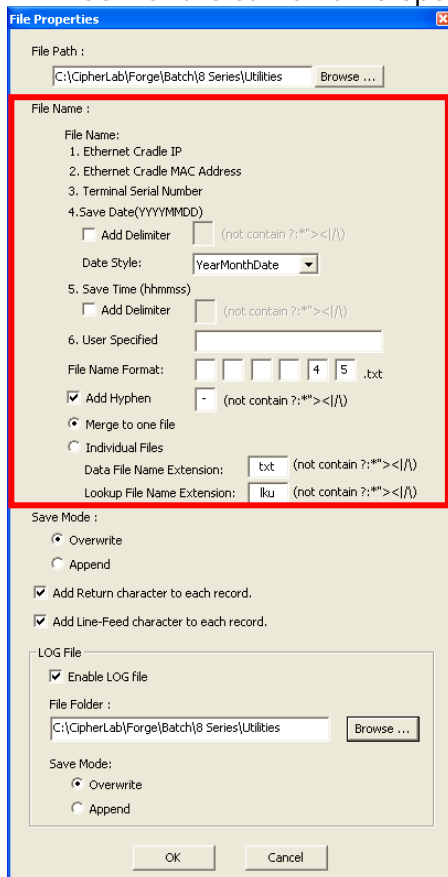 File Properties
File Path :
C:\CipherLab\Forge\Batch\8 Series\Utilities Browse ...
File Name :
File Name:
1. Ethernet Cradle IP
2. Ethernet Cradle MAC Address
3. Terminal Serial Number
4.Save Date(YYYYMMDD)
Add Delimiter (not contain ?:*"><|/\)
Date Style: YearMonthDate
5. Save Time (hhmmss)
Add Delimiter (not contain ?:*"><|/\)
6. User Specified
File Name Format: 4 5 .txt
Add Hyphen - (not contain ?:*"><|/\)
Merge to one file
Individual Files
Data File Name Extension: txt (not contain ?:*"><|/\)
Lookup File Name Extension: lku (not contain ?:*"><|/\)
Save Mode :
Overwrite
Append
Add Return character to each record.
Add Line-Feed character to each record.
LOG File
Enable LOG file
File Folder :
C:\CipherLab\Forge\Batch\8 Series\Utilities Browse ...
Save Mode:
Overwrite
Append
OK Cancel